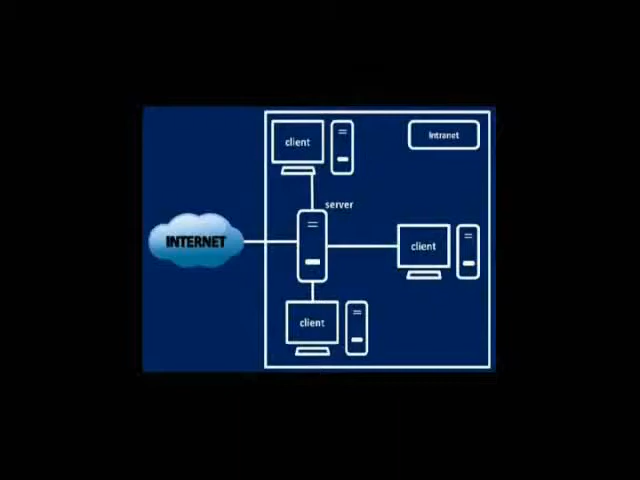 client
Intranet
server
INTERNET
client
client